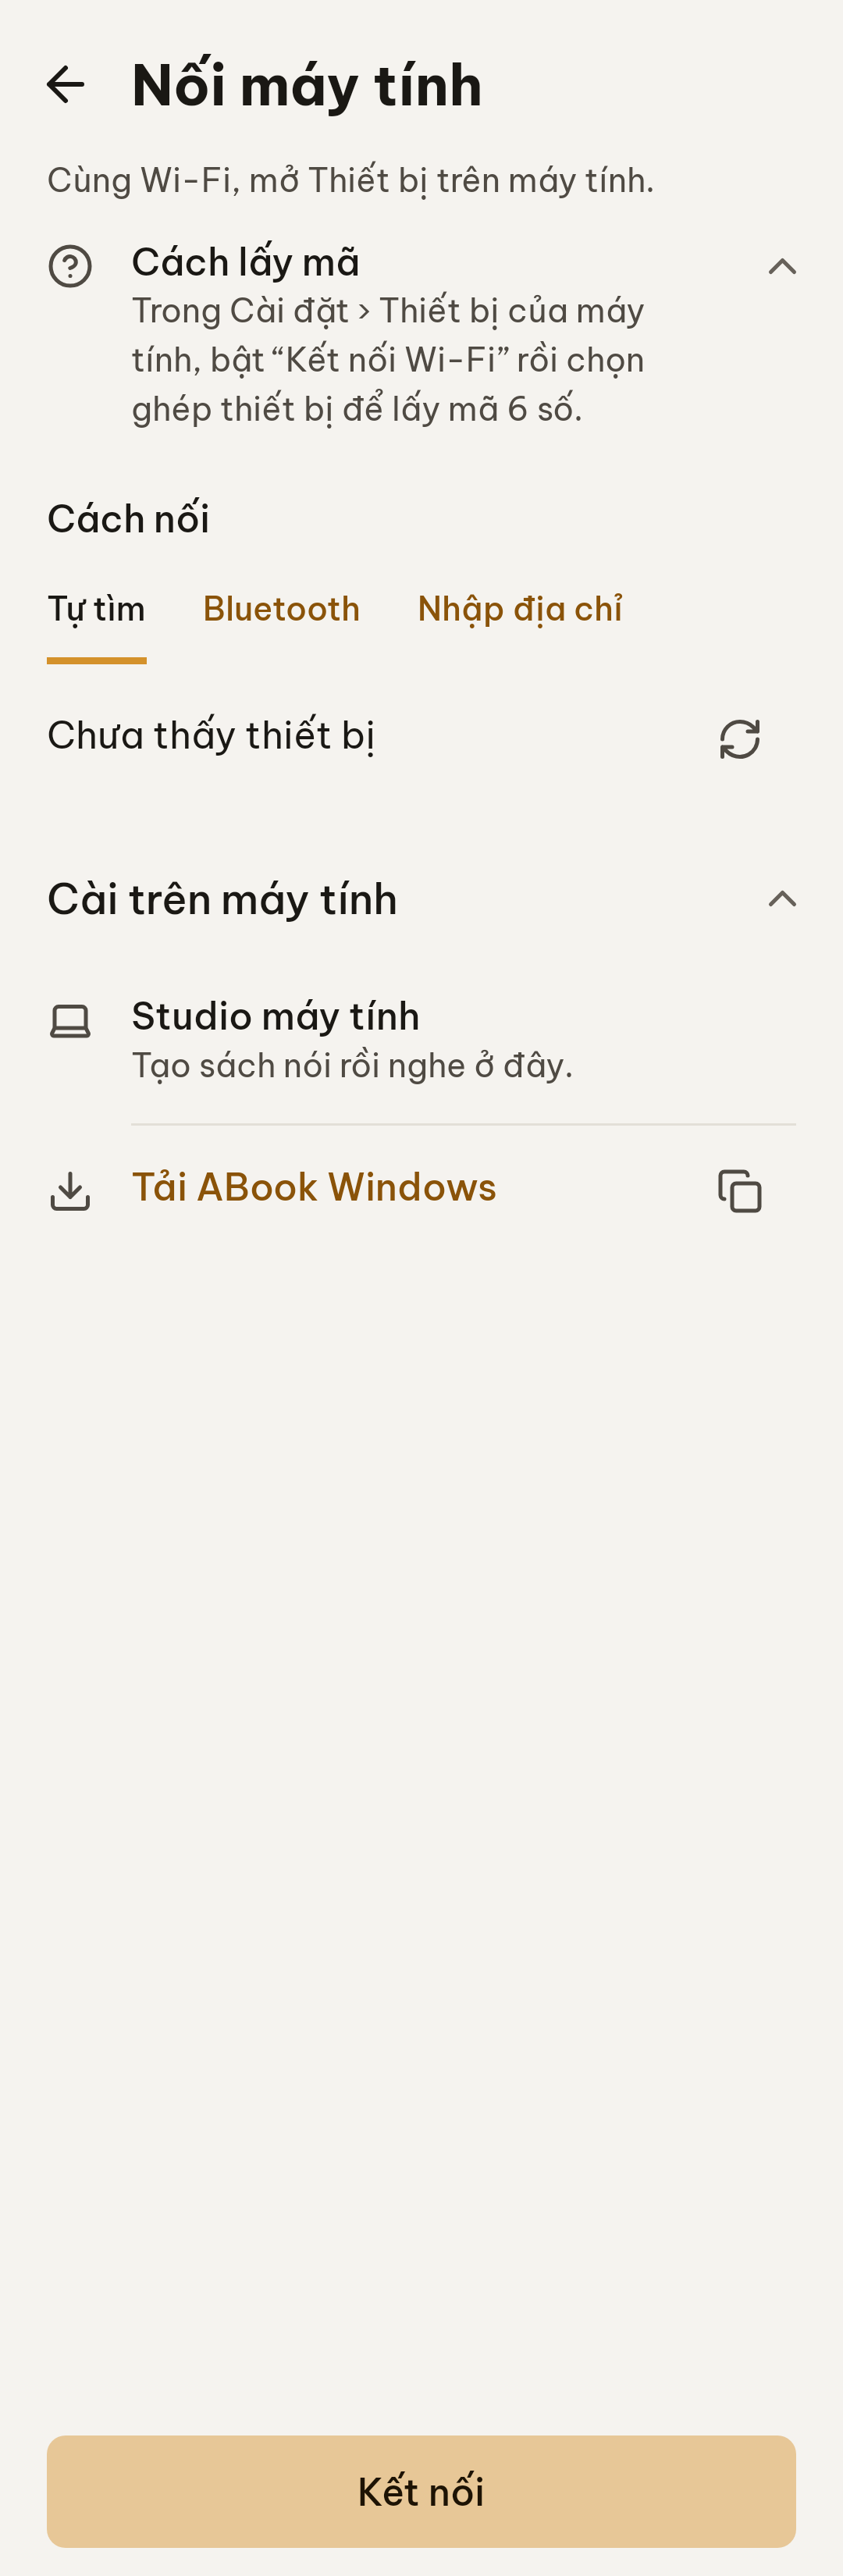 Nối máy tính
Cùng Wi-Fi, mở Thiết bị trên máy tính.
Cách lấy mã
Trong Cài đặt > Thiết bị của máy
tính, bật “Kết nối Wi-Fi” rồi chọn
ghép thiết bị để lấy mã 6 số.
Cách nối
Tự tìm Bluetooth Nhập địa chỉ
Chưa thấy thiết bị
Cài trên máy tính
Studio máy tính
Tạo sách nói rồi nghe ở đây.
Tải ABook Windows
Kết nối